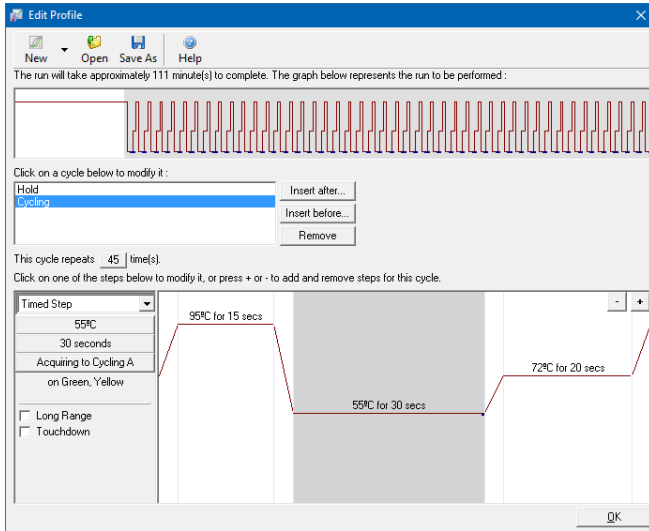 Edit Profile
New Open Save As Help
The run will take approximately 111 minute(s) to complete. The graph below represents the run to be performed :
Click on a cycle below to modify it :
Hold
Cycling
Insert after...
Insert before...
Remove
This cycle repeats 45 time(s).
Click on one of the steps below to modify it, or press + or - to add and remove steps for this cycle.
Timed Step
- +
55ºC
30 seconds
Acquiring to Cycling A
on Green, Yellow
Long Range
Touchdown
95ºC for 15 secs
55ºC for 30 secs
72ºC for 20 secs
OK